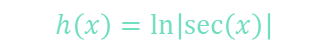 h(x) = ln|sec(x)|